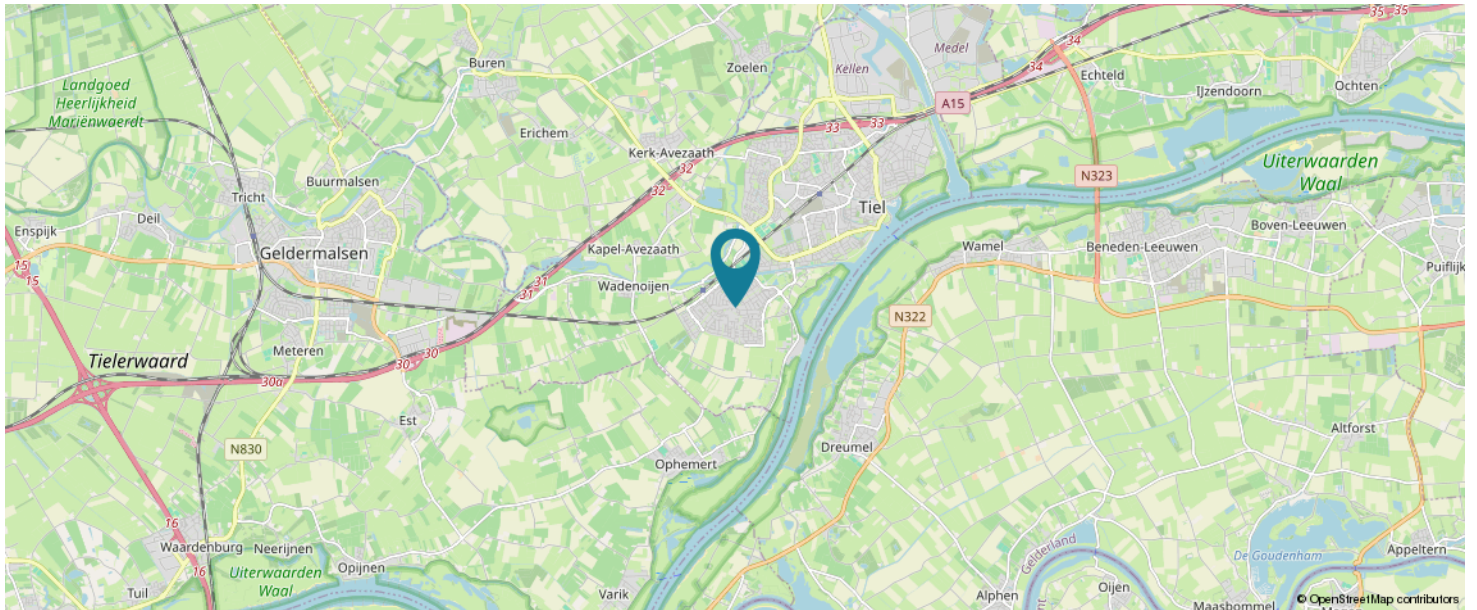 35
35
34
Medel
Kellen
Zoelen
Buren
34
Echteld
Landgoed
Heerlijkheid
Mariënwaerdt
IJzendoorn
Ochten
A15
33
33
Erichem
Kerk-Avezaath
32
32
Uiterwaarden
Waal
N323
Buurmalsen
Tricht
Tiel
Deil
Enspijk
Boven-Leeuwen
Wamel
Beneden-Leeuwen
Kapel-Avezaath
Geldermalsen
15
15
Puiflijk
31
31
Wadenoijen
N322
Meteren
30
30
Tielerwaard
30a
Est
Altforst
N830
Dreumel
Ophemert
16
Waardenburg
Neerijnen
Gelderland
De Goudenham
Appeltern
Opijnen
16
Uiterwaarden
Waal
Tuil
Varik
Alphen
Oijen
Maasbommel
© OpenStreetMap contributors